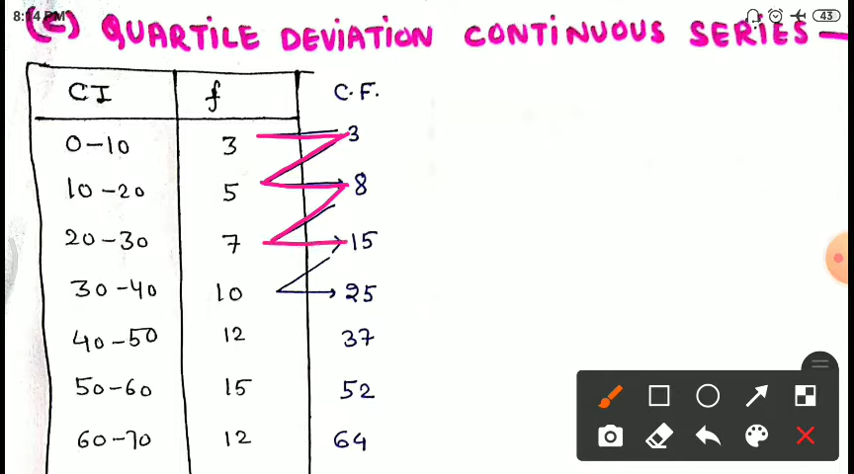 8:14 PM 43
(C) QUARTILE DEVIATION CONTINUOUS SERIES-
CI f C.F.
0-10 3 3
10-20 5 8
20-30 7 15
30-40 10 25
40-50 12 37
50-60 15 52
60-70 12 64